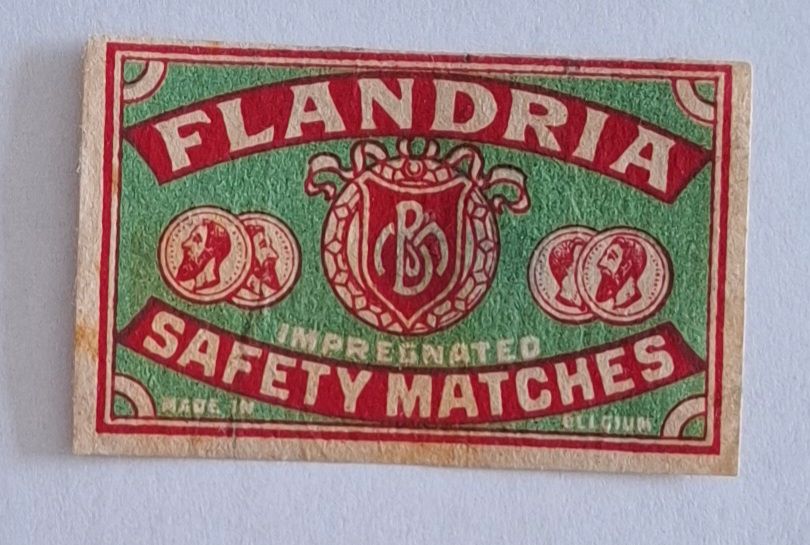 FLANDRIA
IMPREGNATED
SAFETY MATCHES
MADE IN BELGIUM